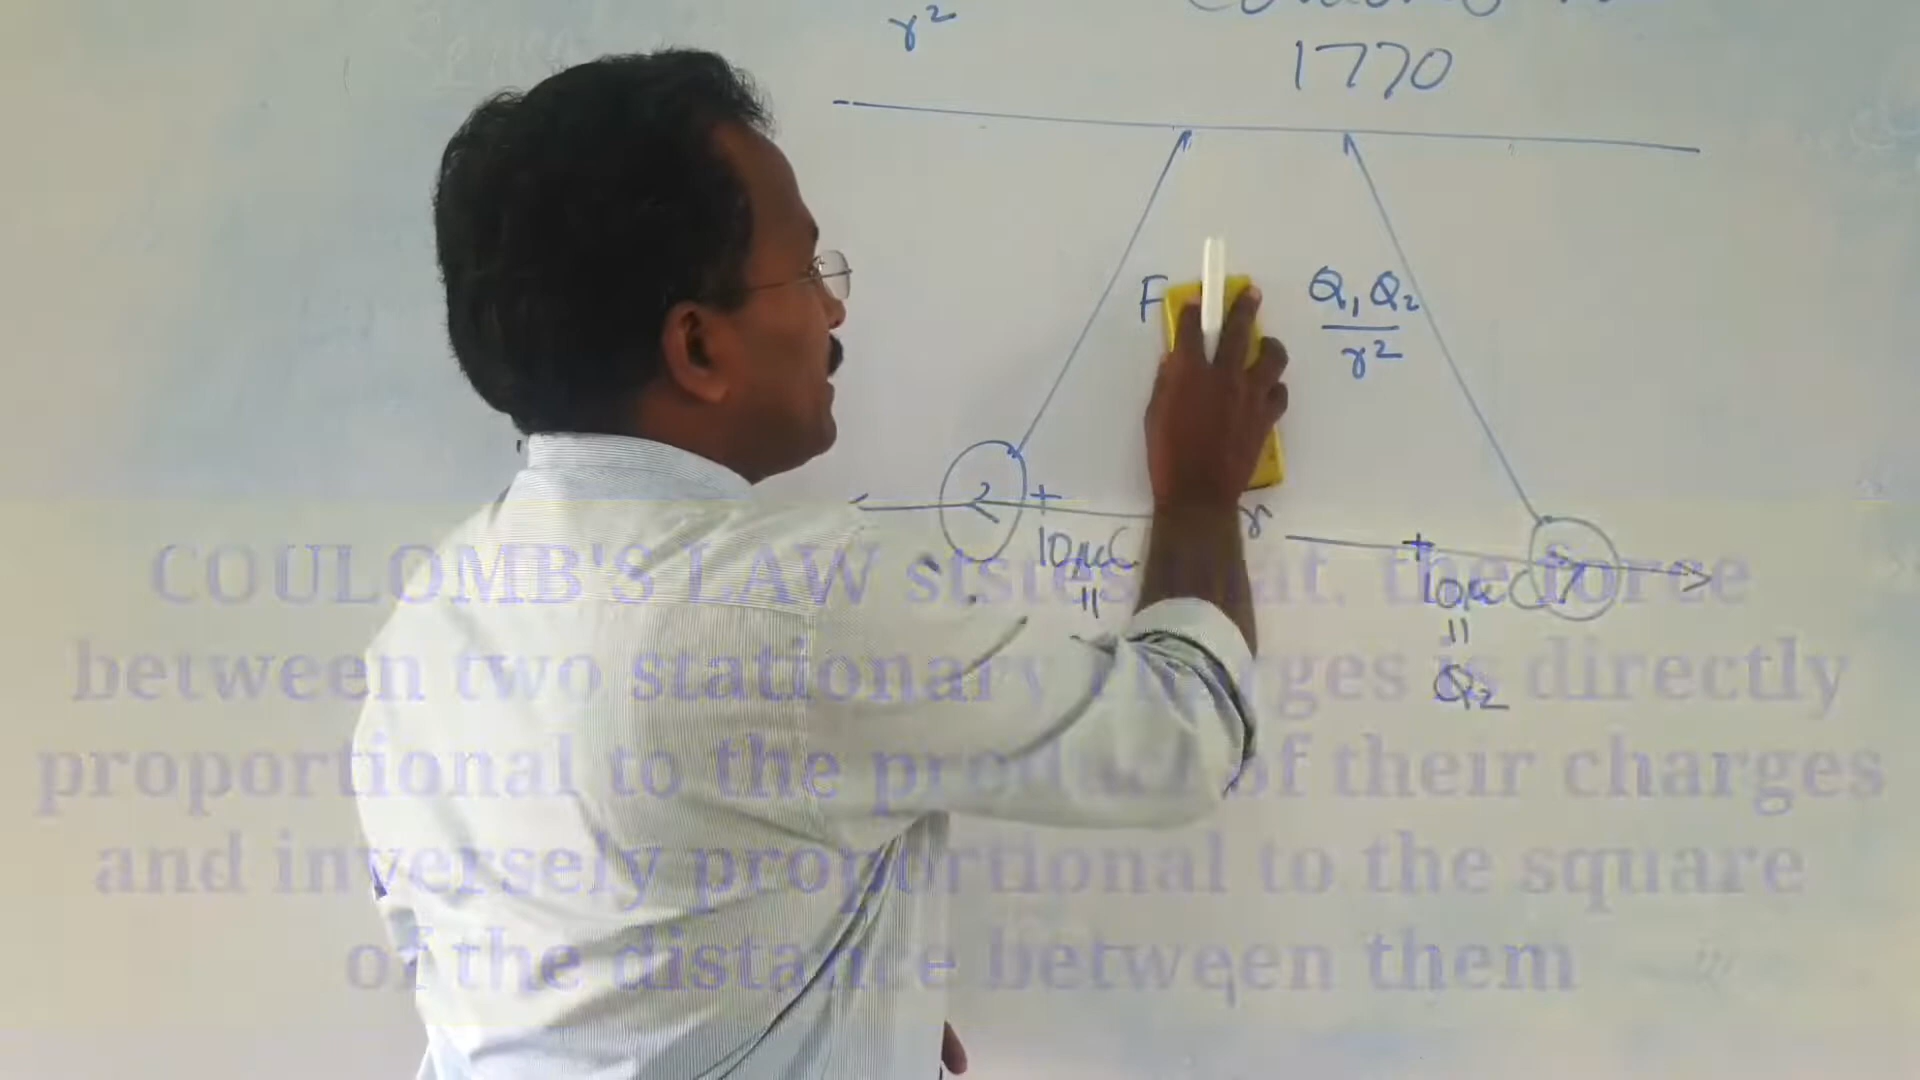 r²
1770
F
Q₁ Q₂
r²
+
r
10μC
+
10μC
=
=
Q₂
COULOMB'S LAW ststes that, the force
between two stationary charges is directly
proportional to the product of their charges
and inversely proportional to the square
of the distance between them